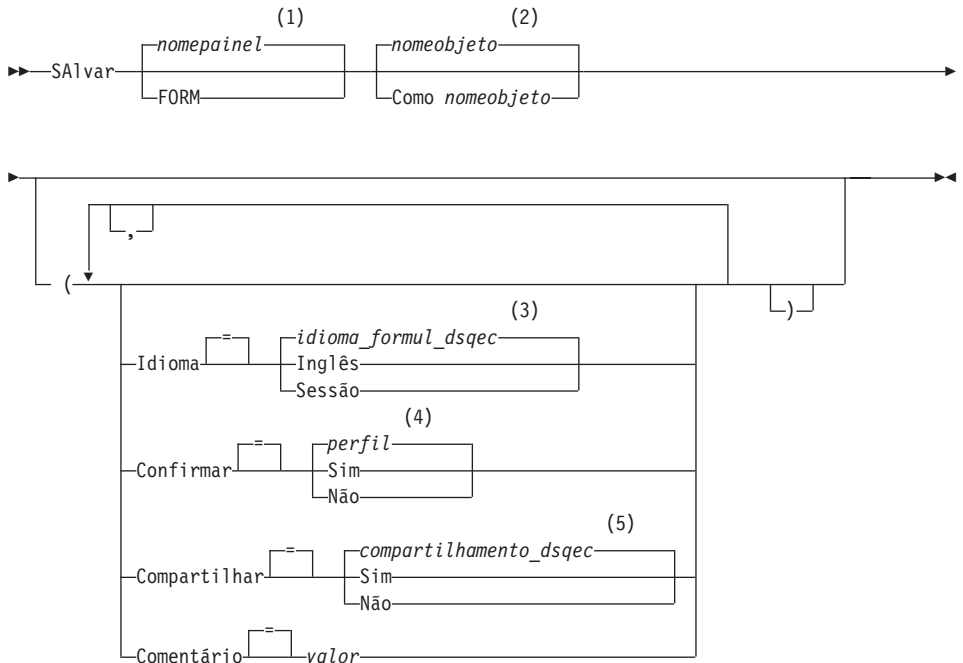 (1) (2)
nomepainel nomeobjeto
SAlvar
FORM Como nomeobjeto
,
( )
(3)
Idioma = idioma_formul_dsqec
Inglês
Sessão
(4)
Confirmar = perfil
Sim
Não
(5)
Compartilhar = compartilhamento_dsqec
Sim
Não
Comentário = valor